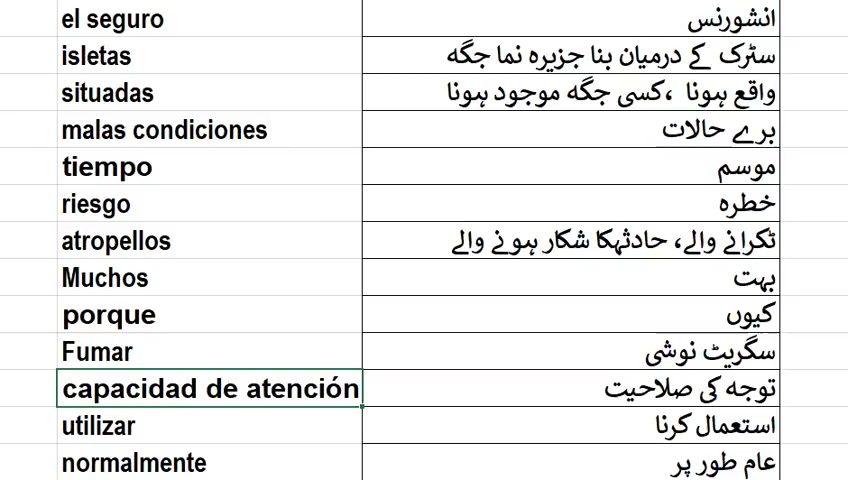 el seguro انشورنس
isletas سڑک کے درمیان بنا جزیرہ نما جگہ
situadas واقع ہونا ،کسی جگہ موجود ہونا
malas condiciones برے حالات
tiempo موسم
riesgo خطرہ
atropellos ٹکرانے والے، حادثہکا شکار ہونے والے
Muchos بہت
porque کیوں
Fumar سگریٹ نوشی
capacidad de atención توجہ کی صلاحیت
utilizar استعمال کرنا
normalmente عام طور پر